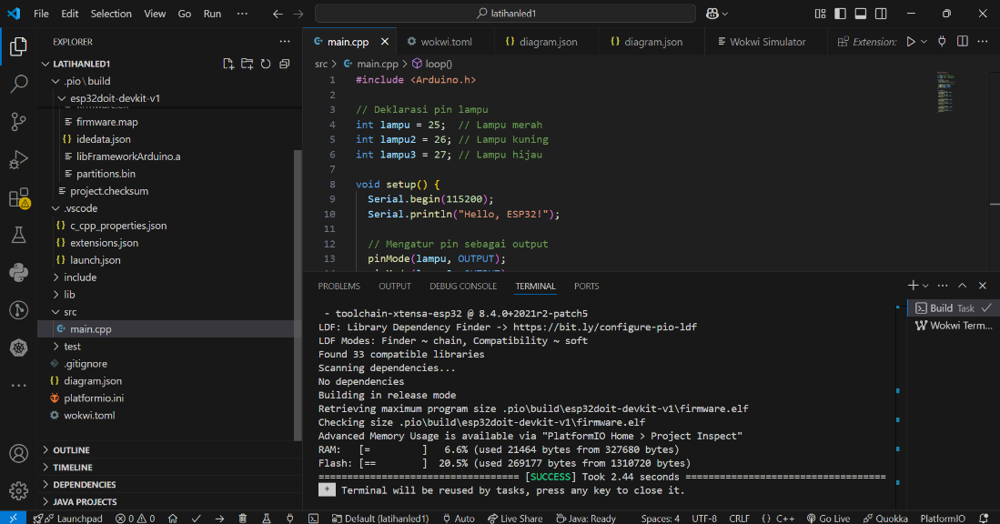 File Edit Selection View Go Run ··· latihanled1
EXPLORER ···
LATIHANLED1
.pio \ build
esp32doit-devkit-v1
firmware.map
idedata.json
libFrameworkArduino.a
partitions.bin
project.checksum
.vscode
c_cpp_properties.json
extensions.json
launch.json
include
lib
src
main.cpp
test
.gitignore
diagram.json
platformio.ini
wokwi.toml
OUTLINE
TIMELINE
DEPENDENCIES
JAVA PROJECTS
main.cpp wokwi.toml diagram.json diagram.json Wokwi Simulator Extension:
src > main.cpp > loop()
1 #include <Arduino.h>
2
3 // Deklarasi pin lampu
4 int lampu = 25;  // Lampu merah
5 int lampu2 = 26; // Lampu kuning
6 int lampu3 = 27; // Lampu hijau
7
8 void setup() {
9 Serial.begin(115200);
10 Serial.println("Hello, ESP32!");
11
12 // Mengatur pin sebagai output
13 pinMode(lampu, OUTPUT);
PROBLEMS OUTPUT DEBUG CONSOLE TERMINAL PORTS
- toolchain-xtensa-esp32 @ 8.4.0+2021r2-patch5
LDF: Library Dependency Finder -> https://bit.ly/configure-pio-ldf
LDF Modes: Finder ~ chain, Compatibility ~ soft
Found 33 compatible libraries
Scanning dependencies...
No dependencies
Building in release mode
Retrieving maximum program size .pio\build\esp32doit-devkit-v1\firmware.elf
Checking size .pio\build\esp32doit-devkit-v1\firmware.elf
Advanced Memory Usage is available via "PlatformIO Home > Project Inspect"
RAM:   [=         ]   6.6% (used 21464 bytes from 327680 bytes)
Flash: [==        ]  20.5% (used 269177 bytes from 1310720 bytes)
================================== [SUCCESS] Took 2.44 seconds ==================================
* Terminal will be reused by tasks, press any key to close it.
Build Task
Wokwi Term...
Launchpad 0 0 Default (latihanled1) Auto Live Share Java: Ready Spaces: 4 UTF-8 CRLF {} C++ Go Live Quokka PlatformIO